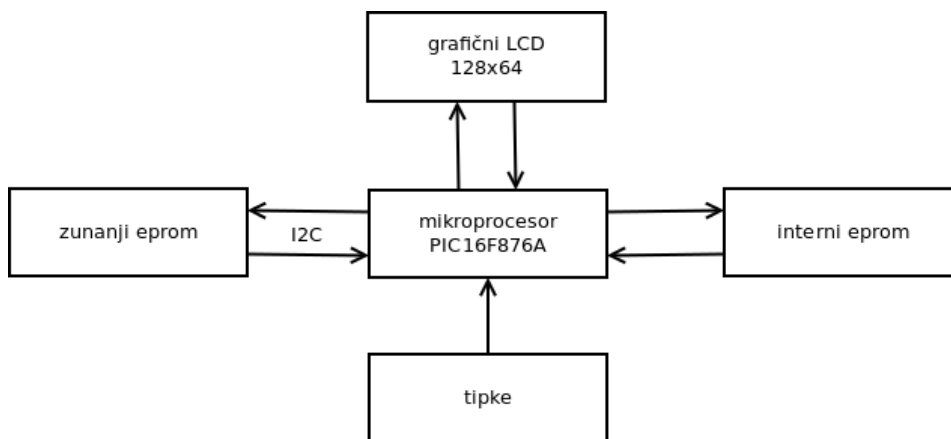 grafični LCD
128x64
zunanji eprom
I2C
mikroprocesor
PIC16F876A
interni eprom
tipke